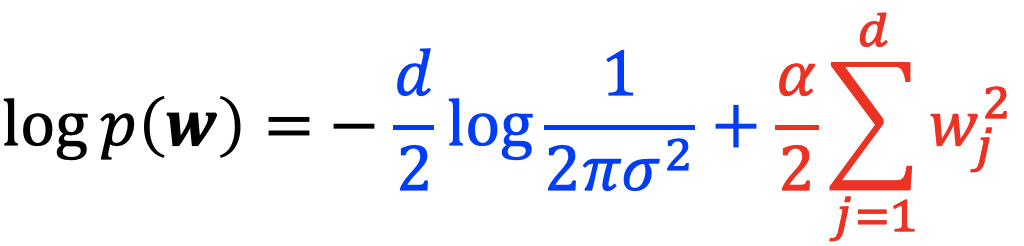 log p(w) = − d/2 log 1/2πσ² + α/2 ∑_{j=1}^{d} w_j²